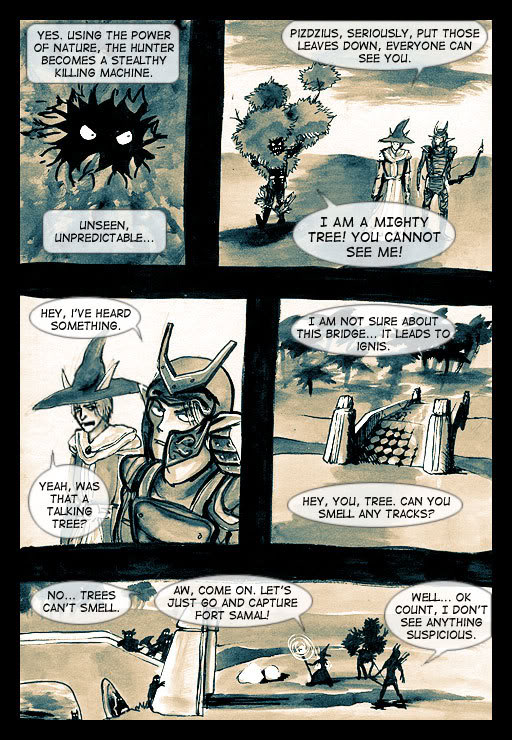 YES. USING THE POWER
OF NATURE, THE HUNTER
BECOMES A STEALTHY
KILLING MACHINE.
UNSEEN,
UNPREDICTABLE...
PIZDZIUS, SERIOUSLY, PUT THOSE
LEAVES DOWN, EVERYONE CAN
SEE YOU.
I AM A MIGHTY
TREE! YOU CANNOT
SEE ME!
HEY, I'VE HEARD
SOMETHING.
YEAH, WAS
THAT A
TALKING
TREE?
I AM NOT SURE ABOUT
THIS BRIDGE... IT LEADS TO
IGNIS.
HEY, YOU, TREE. CAN YOU
SMELL ANY TRACKS?
NO... TREES
CAN'T SMELL.
AW, COME ON. LET'S
JUST GO AND CAPTURE
FORT SAMAL!
WELL... OK
COUNT, I DON'T
SEE ANYTHING
SUSPICIOUS.